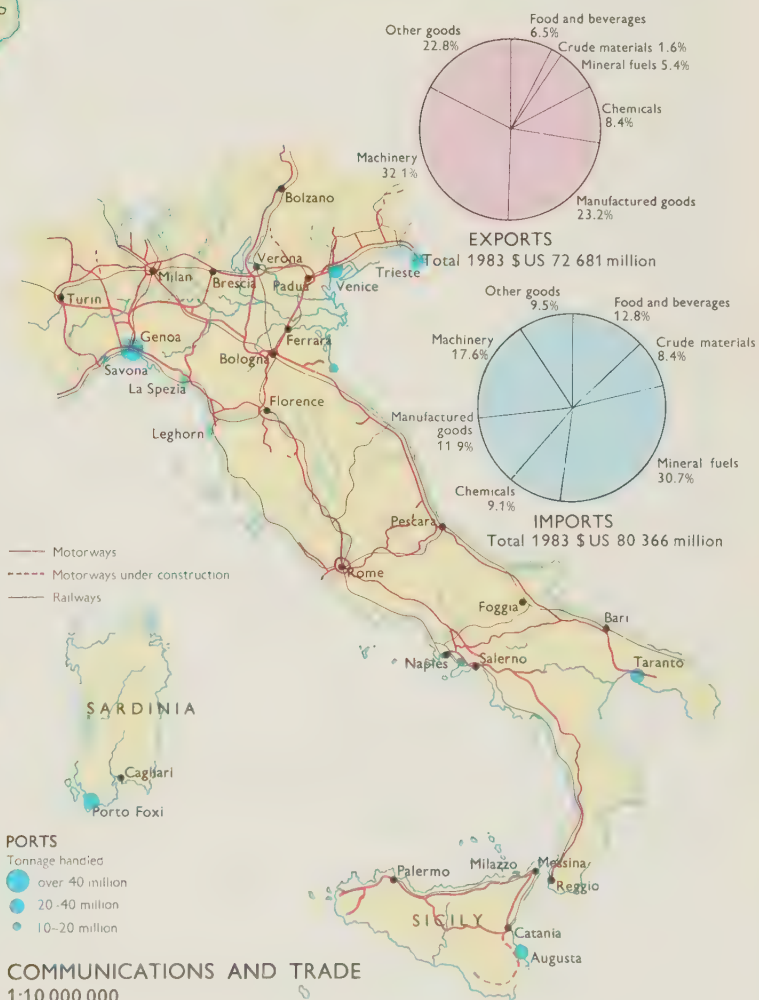 Other goods
22.8%
Food and beverages
6.5%
Crude materials 1.6%
Mineral fuels 5.4%
Chemicals
8.4%
Machinery
32 1%
Manufactured goods
23.2%
EXPORTS
Total 1983 $US 72 681 million
Other goods
9.5%
Food and beverages
12.8%
Machinery
17.6%
Crude materials
8.4%
Manufactured
goods
11 9%
Mineral fuels
30.7%
Chemicals
9.1%
IMPORTS
Total 1983 $US 80 366 million
Bolzano
Verona
Trieste
Milan
Brescia
Padua
Venice
Turin
Genoa
Ferrara
Bologna
Savona
La Spezia
Florence
Leghorn
Pescara
Rome
Foggia
Bari
Naples
Salerno
Taranto
Motorways
Motorways under construction
Railways
SARDINIA
Cagliari
Porto Foxi
PORTS
Tonnage handled
over 40 million
20-40 million
10-20 million
Palermo
Milazzo
Messina
Reggio
SICILY
Catania
Augusta
COMMUNICATIONS AND TRADE
1:10 000 000